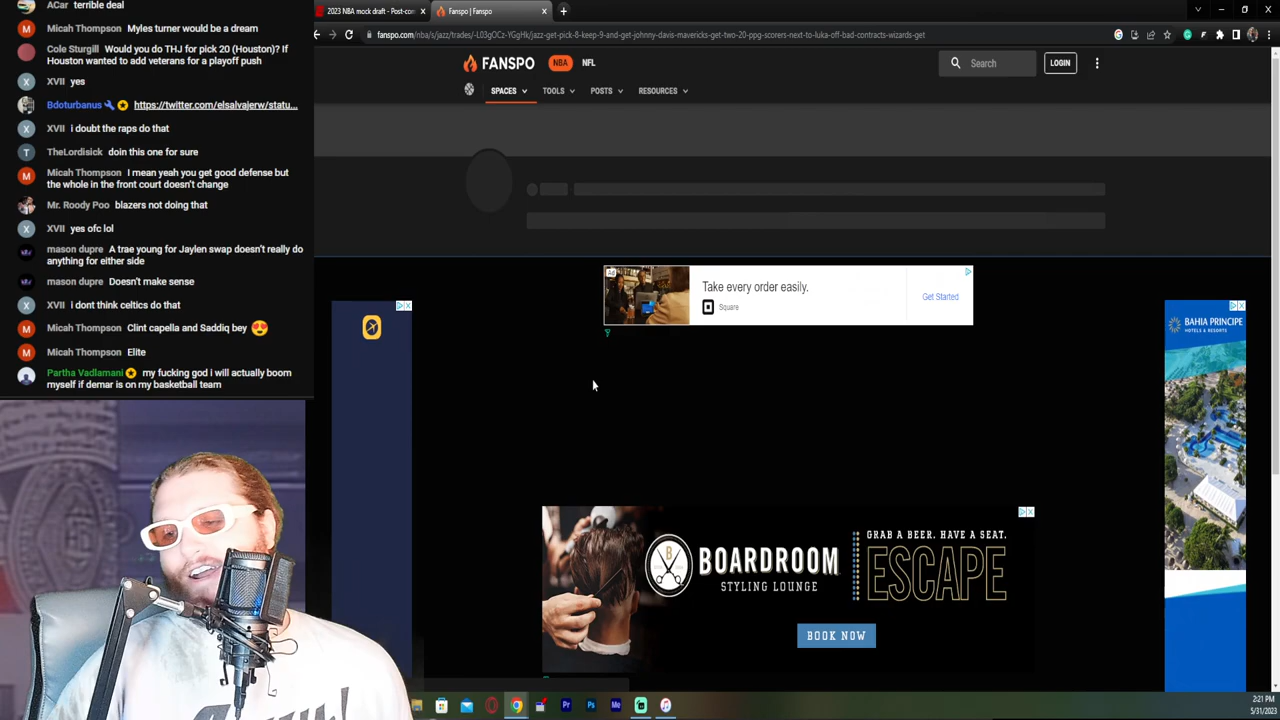 ACar terrible deal
Micah Thompson Myles turner would be a dream
Cole Sturgill Would you do THJ for pick 20 (Houston)? If
Houston wanted to add veterans for a playoff push
XVII yes
Bdoturbanus https://twitter.com/elsalvajerw/statu...
XVII i doubt the raps do that
TheLordisick doin this one for sure
Micah Thompson I mean yeah you get good defense but
the whole in the front court doesn't change
Mr. Roody Poo blazers not doing that
XVII yes ofc lol
mason dupre A trae young for Jaylen swap doesn't really do
anything for either side
mason dupre Doesn't make sense
XVII i dont think celtics do that
Micah Thompson Clint capella and Saddiq bey 😍
Micah Thompson Elite
Partha Vadlamani my fucking god i will actually boom
myself if demar is on my basketball team
2023 NBA mock draft - Post-con
Fanspo | Fanspo
fanspo.com/nba/s/jazz/trades/-L03gOCz-YGgHk/jazz-get-pick-8-keep-9-and-get-johnny-davis-mavericks-get-two-20-ppg-scorers-next-to-luka-off-bad-contracts-wizards-get
FANSPO NBA NFL Search LOGIN
SPACES TOOLS POSTS RESOURCES
Ad
Take every order easily.
Square
Get Started
BAHIA PRINCIPE
HOTELS & RESORTS
B
BOARDROOM
STYLING LOUNGE
GRAB A BEER. HAVE A SEAT.
ESCAPE
BOOK NOW
2:21 PM
5/31/2023